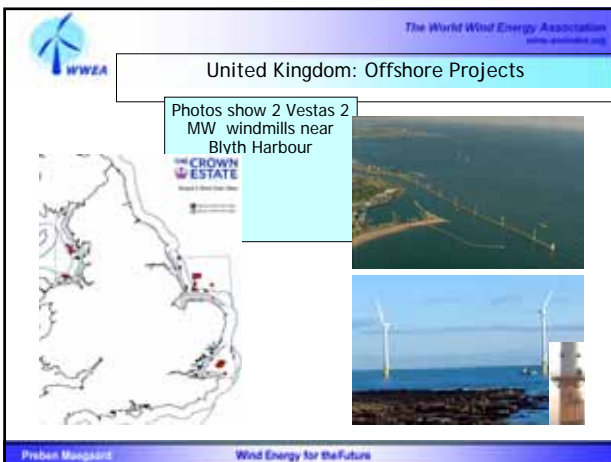 The World Wind Energy Association
WWEA
United Kingdom: Offshore Projects
Photos show 2 Vestas 2
MW windmills near
Blyth Harbour
THE CROWN
ESTATE
Preben Maegaard
Wind Energy for theFuture